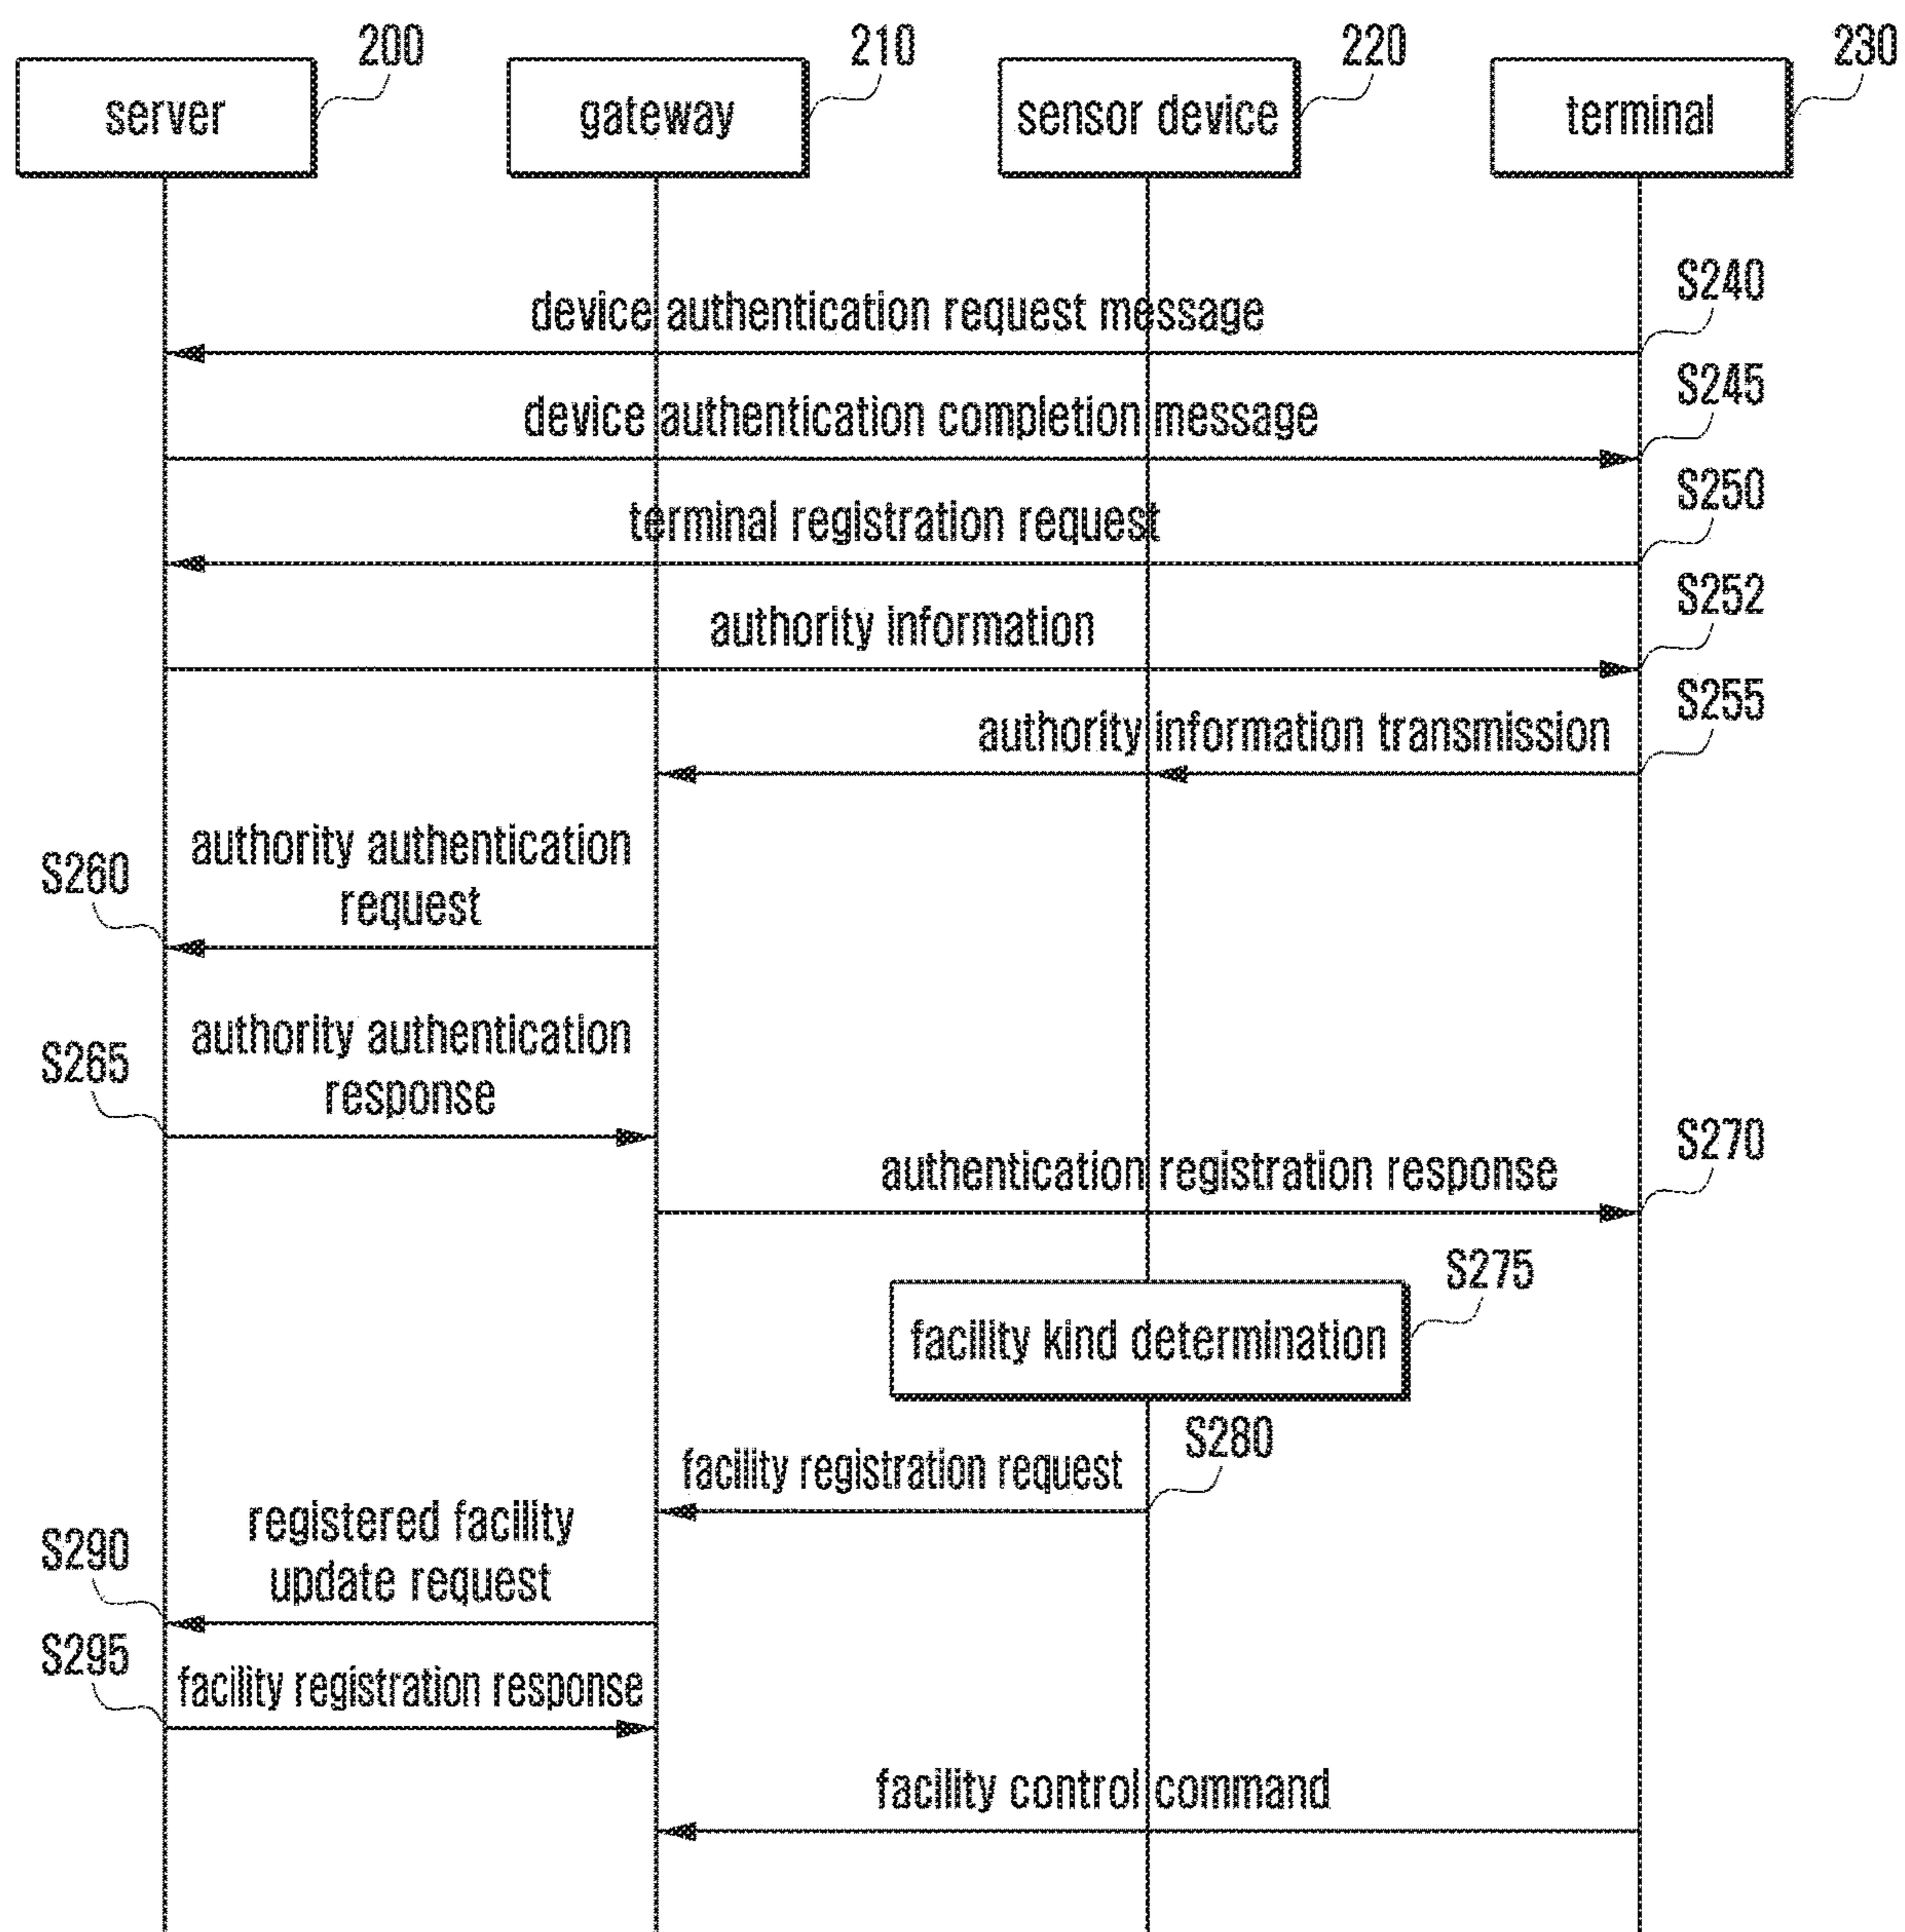 200
210
220
230
server
gateway
sensor device
terminal
S240
device authentication request message
S245
device authentication completion message
S250
terminal registration request
S252
authority information
S255
authority information transmission
S260
authority authentication
request
S265
authority authentication
response
S270
authentication registration response
S275
facility kind determination
S280
facility registration request
S290
registered facility
update request
S295
facility registration response
facility control command